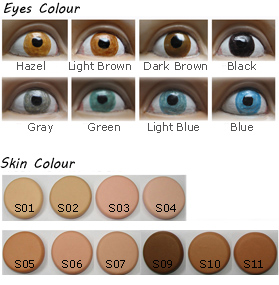 Eyes Colour
Hazel Light Brown Dark Brown Black
Gray Green Light Blue Blue
Skin Colour
S01 S02 S03 S04
S05 S06 S07 S09 S10 S11